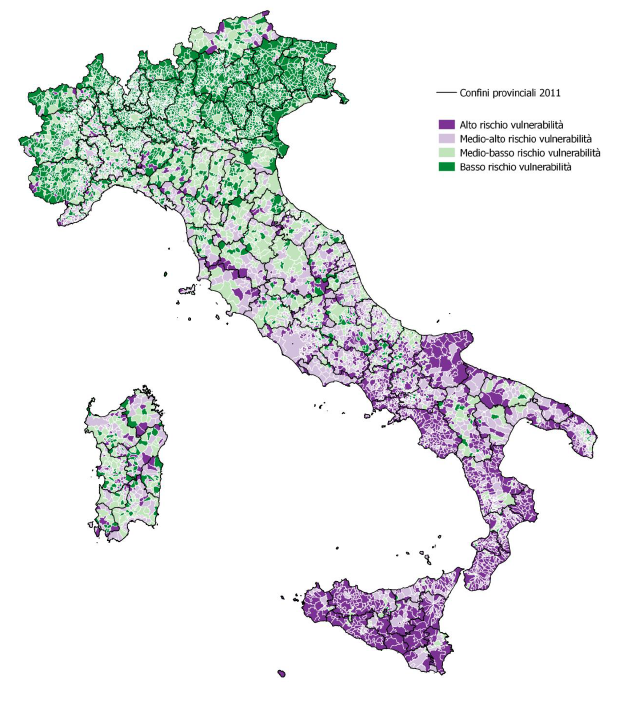 Confini provinciali 2011
Alto rischio vulnerabilità
Medio-alto rischio vulnerabilità
Medio-basso rischio vulnerabilità
Basso rischio vulnerabilità